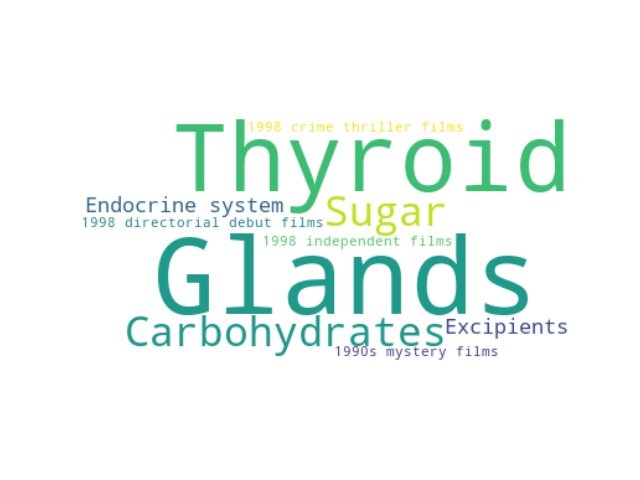 1998 crime thriller films
Thyroid
Endocrine system
Sugar
1998 directorial debut films
1998 independent films
Glands
Carbohydrates
Excipients
1990s mystery films